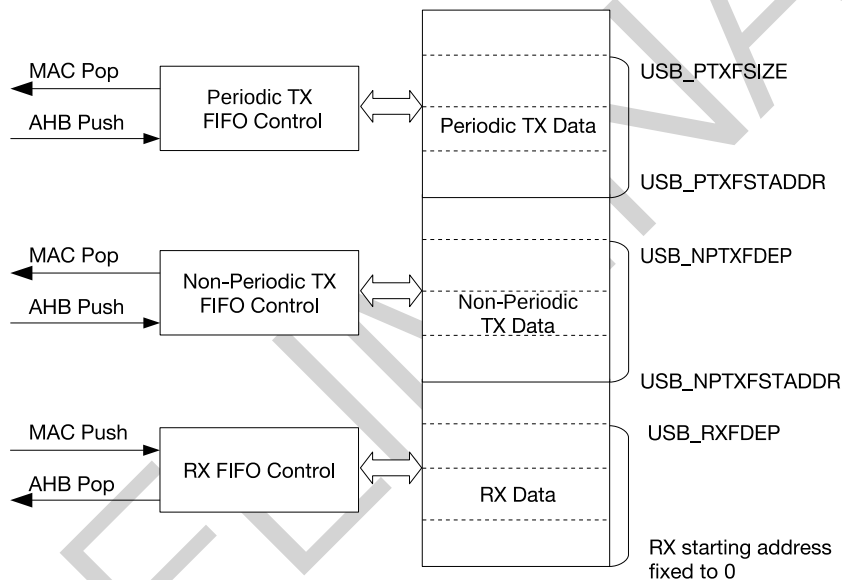 MAC Pop
AHB Push
Periodic TX
FIFO Control
Periodic TX Data
USB_PTXFSIZE
USB_PTXFSTADDR
MAC Pop
AHB Push
Non-Periodic TX
FIFO Control
Non-Periodic
TX Data
USB_NPTXFDEP
USB_NPTXFSTADDR
MAC Push
AHB Pop
RX FIFO Control
RX Data
USB_RXFDEP
RX starting address
fixed to 0